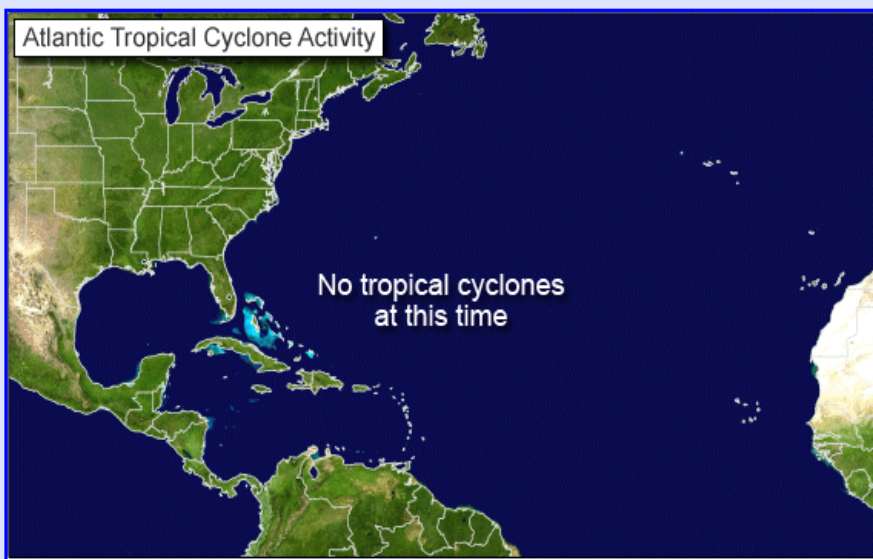 Atlantic Tropical Cyclone Activity
No tropical cyclones
at this time